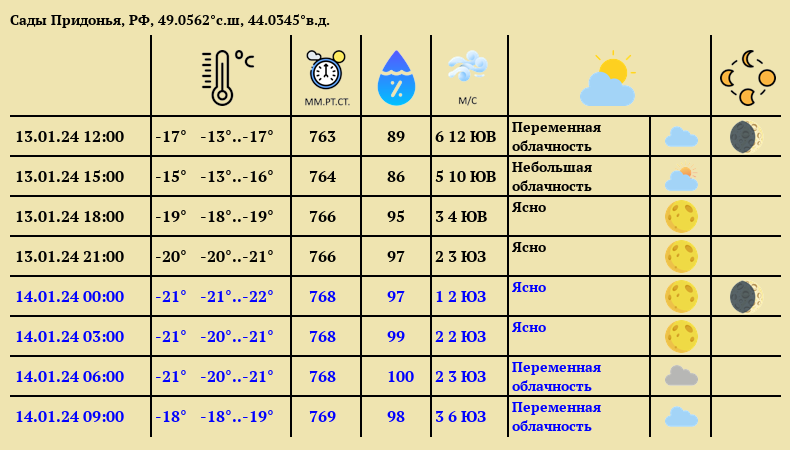 Сады Придонья, РФ, 49.0562°с.ш, 44.0345°в.д.
°c
ММ.РТ.СТ.
%
М/С
13.01.24 12:00 -17° -13°..-17° 763 89 6 12 ЮВ Переменная
облачность
13.01.24 15:00 -15° -13°..-16° 764 86 5 10 ЮВ Небольшая
облачность
13.01.24 18:00 -19° -18°..-19° 766 95 3 4 ЮВ Ясно
13.01.24 21:00 -20° -20°..-21° 766 97 2 3 ЮЗ Ясно
14.01.24 00:00 -21° -21°..-22° 768 97 1 2 ЮЗ Ясно
14.01.24 03:00 -21° -20°..-21° 768 99 2 2 ЮЗ Ясно
14.01.24 06:00 -21° -20°..-21° 768 100 2 3 ЮЗ Переменная
облачность
14.01.24 09:00 -18° -18°..-19° 769 98 3 6 ЮЗ Переменная
облачность